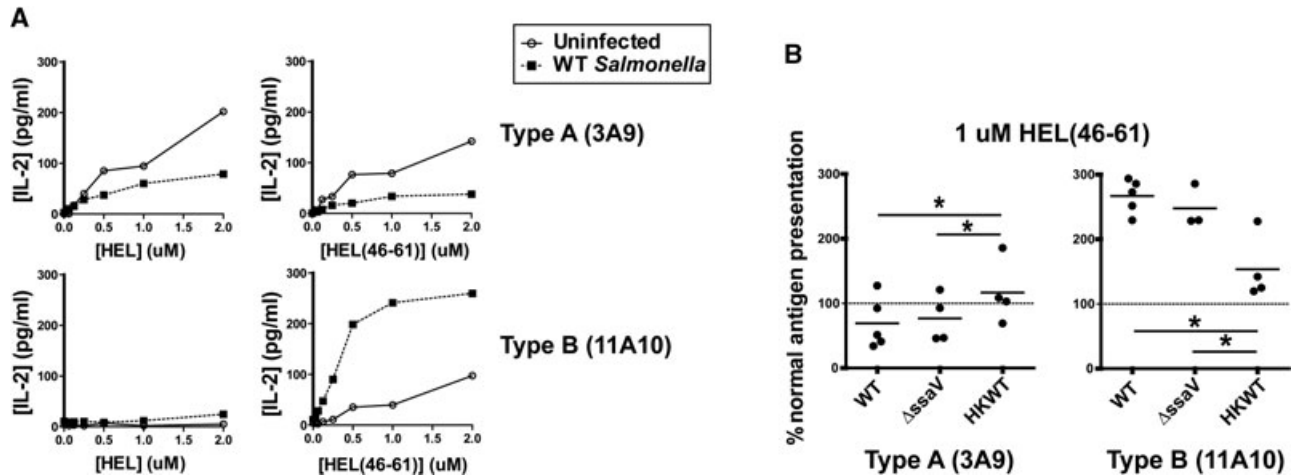 A
Uninfected
WT Salmonella
B
[IL-2] (pg/ml)
300
200
100
0
0.0 0.5 1.0 1.5 2.0
[HEL] (uM)
[IL-2] (pg/ml)
300
200
100
0
0.0 0.5 1.0 1.5 2.0
[HEL(46-61)] (uM)
Type A (3A9)
[IL-2] (pg/ml)
300
200
100
0
0.0 0.5 1.0 1.5 2.0
[HEL] (uM)
[IL-2] (pg/ml)
300
200
100
0
0.0 0.5 1.0 1.5 2.0
[HEL(46-61)] (uM)
Type B (11A10)
1 uM HEL(46-61)
% normal antigen presentation
300
200
100
0
*
*
WT
ΔssaV
HKWT
Type A (3A9)
300
200
100
0
*
*
WT
ΔssaV
HKWT
Type B (11A10)